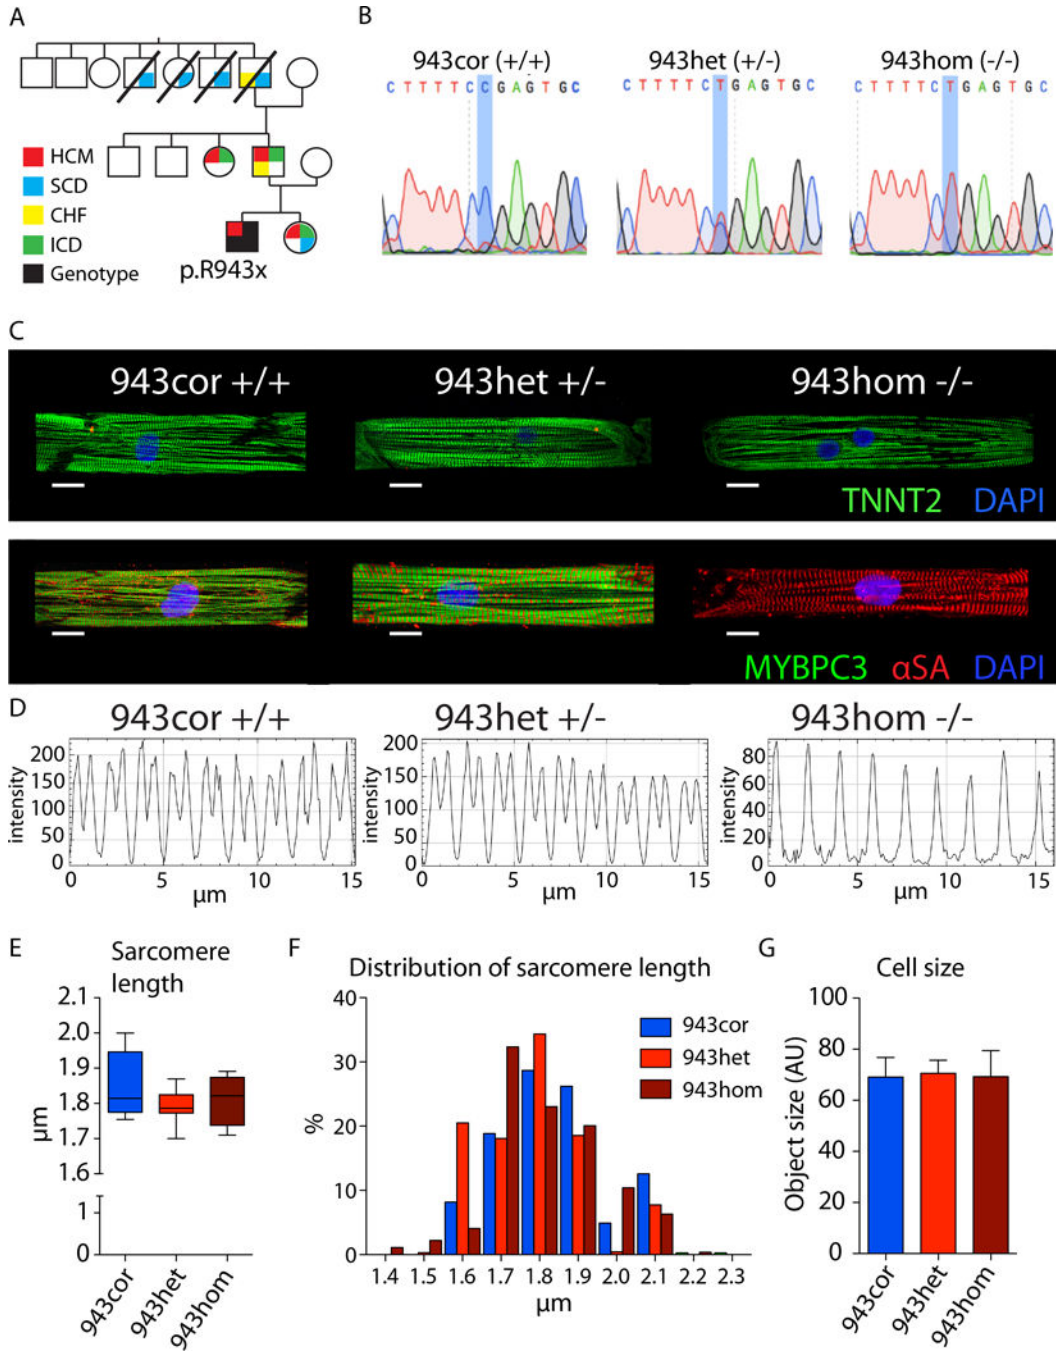 A
HCM
SCD
CHF
ICD
Genotype
p.R943x
B
943cor (+/+)
943het (+/-)
943hom (-/-)
C T T T T C C G A G T G C
C T T T T C T G A G T G C
C T T T T C T G A G T G C
C
943cor +/+
943het +/-
943hom -/-
TNNT2 DAPI
MYBPC3 αSA DAPI
D
943cor +/+
943het +/-
943hom -/-
intensity
200
150
100
50
0
0 5 10 15
μm
intensity
200
150
100
50
0
0 5 10 15
μm
intensity
80
60
40
20
0
0 5 10 15
μm
E
Sarcomere
length
μm
2.1
2.0
1.9
1.8
1.7
1.6
1
0
943cor
943het
943hom
F
Distribution of sarcomere length
%
40
30
20
10
0
943cor
943het
943hom
1.4 1.5 1.6 1.7 1.8 1.9 2.0 2.1 2.2 2.3
μm
G
Cell size
Object size (AU)
100
80
60
40
20
0
943cor
943het
943hom